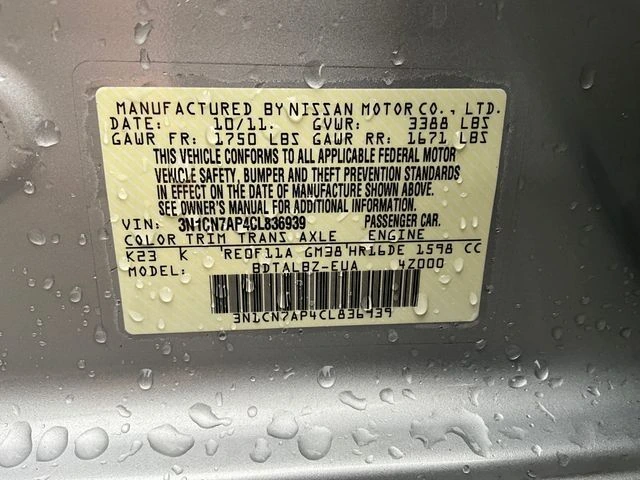 MANUFACTURED BY NISSAN MOTOR CO., LTD.
DATE: 10/11. GVWR: 3388 LBS
GAWR FR: 1750 LBS GAWR RR: 1671 LBS
THIS VEHICLE CONFORMS TO ALL APPLICABLE FEDERAL MOTOR
VEHICLE SAFETY, BUMPER AND THEFT PREVENTION STANDARDS
IN EFFECT ON THE DATE OF MANUFACTURE SHOWN ABOVE.
SEE OWNER'S MANUAL FOR ADDITIONAL INFORMATION.
VIN: 3N1CN7AP4CL836939 PASSENGER CAR.
COLOR TRIM TRANS AXLE ENGINE
K23 K RE0F11A GM38 HR16DE 1598 CC
MODEL: BDTALBZ-EUA 4Z000
3N1CN7AP4CL836939